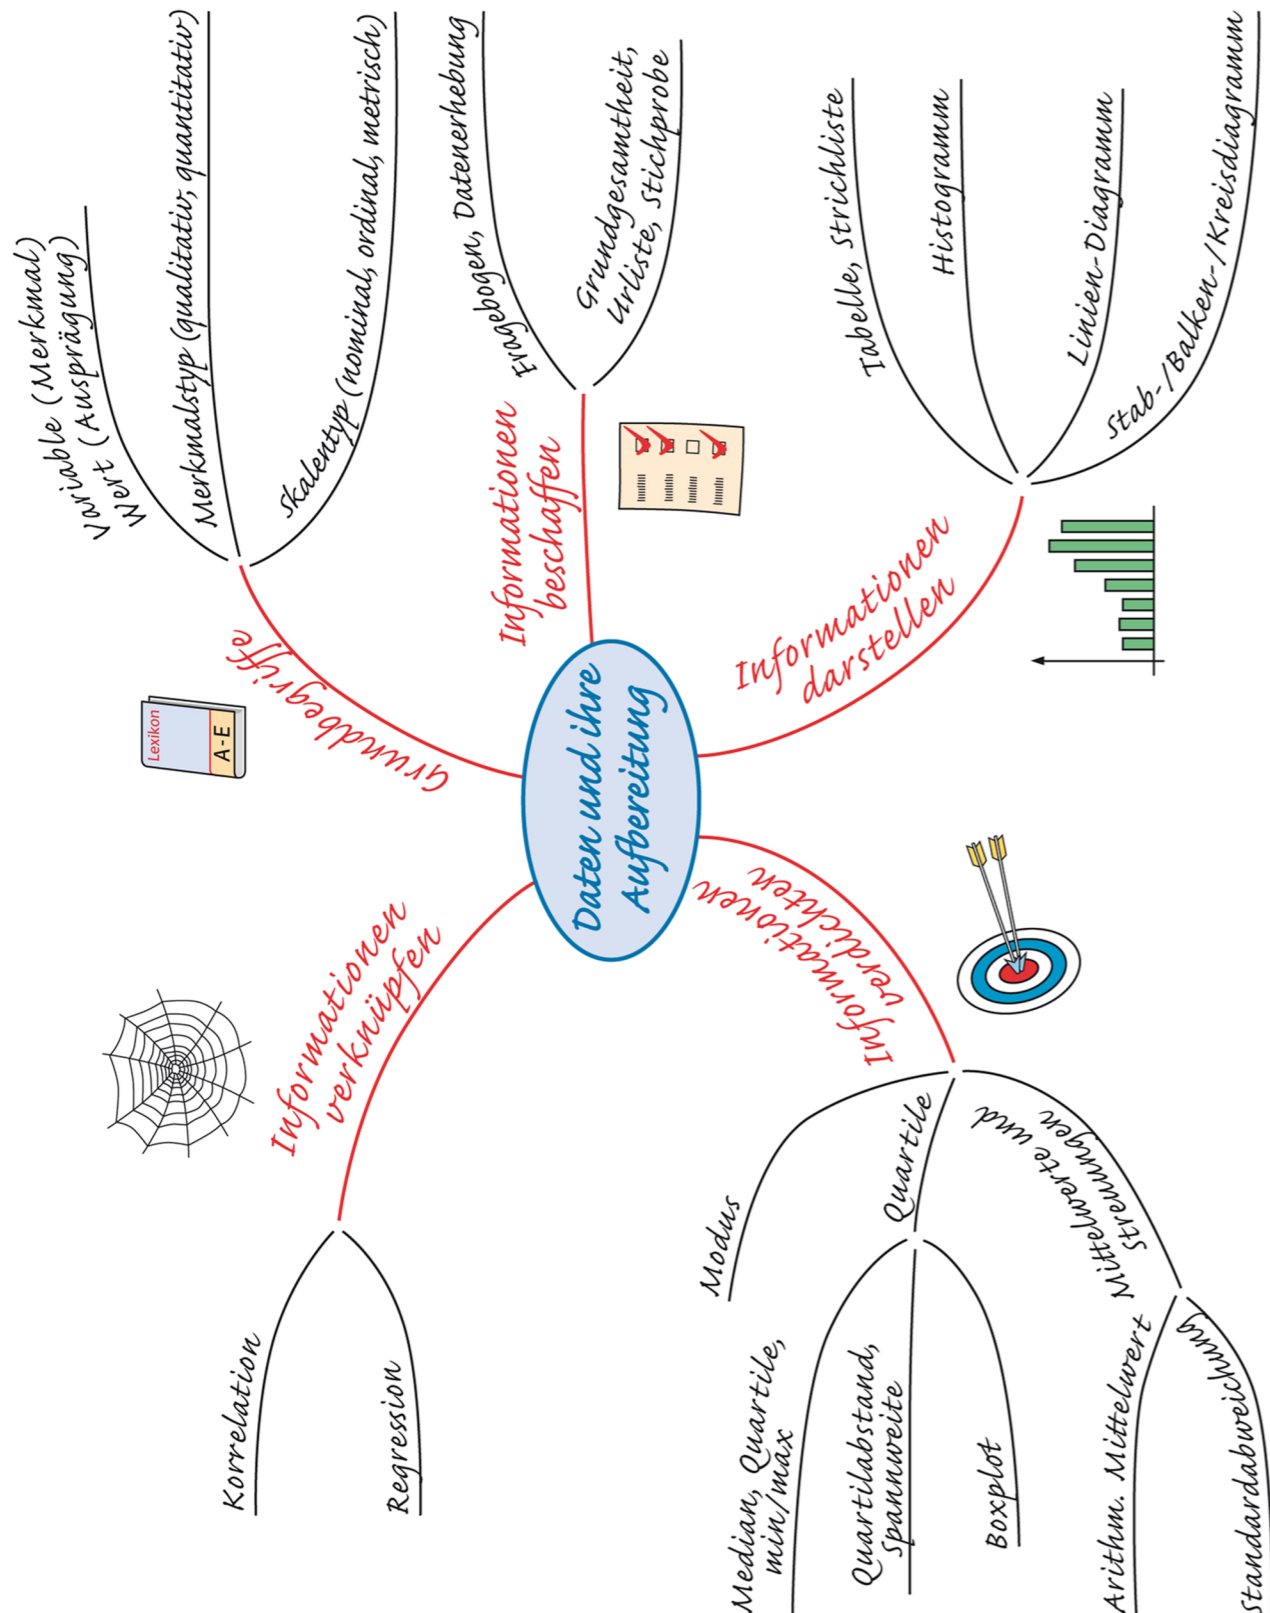 Daten und ihre
Aufbereitung
Grundbegriffe
Lexikon
A-E
Variable (Merkmal)
Wert (Ausprägung)
Merkmalstyp (qualitativ, quantitativ)
Skalentyp (nominal, ordinal, metrisch)
Informationen
beschaffen
Fragebogen, Datenerhebung
Grundgesamtheit,
Urliste, Stichprobe
Informationen
darstellen
Tabelle, Strichliste
Histogramm
Linien-Diagramm
Stab-/Balken-/Kreisdiagramm
Informationen
verdichten
Modus
Quartile
Median, Quartile,
min/max
Quartilabstand,
Spannweite
Boxplot
Mittelwerte und
Streuungen
Arithm. Mittelwert
Standardabweichung
Informationen
verknüpfen
Korrelation
Regression